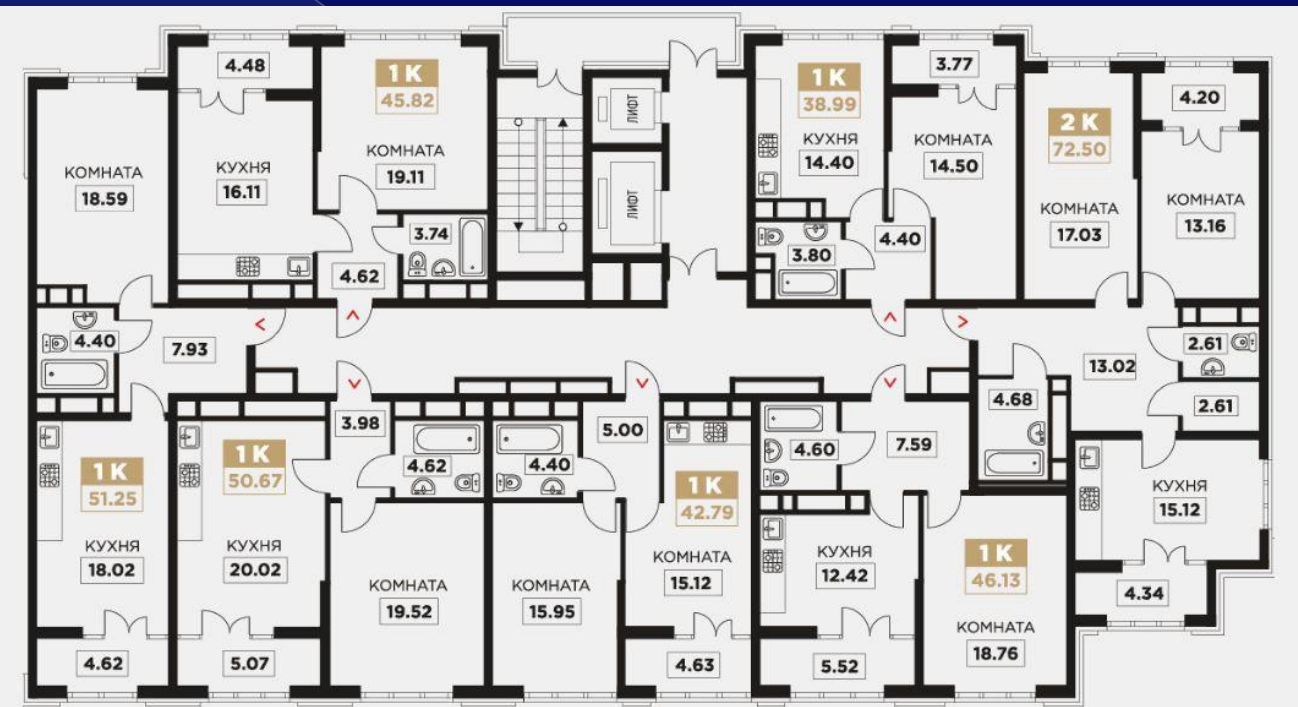 4.48
1 K
45.82
КОМНАТА
19.11
КОМНАТА
18.59
КУХНЯ
16.11
3.74
4.62
ЛИФТ
ЛИФТ
1 K
38.99
КУХНЯ
14.40
3.77
КОМНАТА
14.50
3.80
4.40
2 K
72.50
КОМНАТА
17.03
4.20
КОМНАТА
13.16
4.40
7.93
2.61
13.02
2.61
4.68
3.98
4.62
4.40
5.00
4.60
7.59
1 K
51.25
КУХНЯ
18.02
4.62
1 K
50.67
КУХНЯ
20.02
5.07
КОМНАТА
19.52
КОМНАТА
15.95
1 K
42.79
КОМНАТА
15.12
4.63
КУХНЯ
12.42
5.52
1 K
46.13
КОМНАТА
18.76
КУХНЯ
15.12
4.34